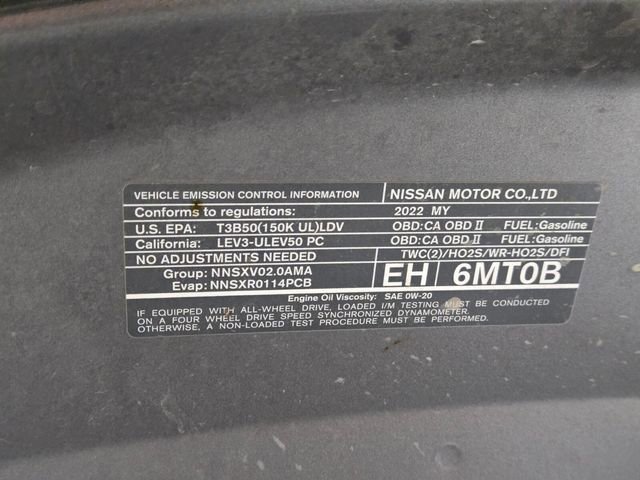 VEHICLE EMISSION CONTROL INFORMATION NISSAN MOTOR CO.,LTD
Conforms to regulations: 2022 MY
U.S. EPA: T3B50(150K UL)LDV OBD: CA OBD II FUEL: Gasoline
California: LEV3-ULEV50 PC OBD: CA OBD II FUEL: Gasoline
NO ADJUSTMENTS NEEDED TWC(2)/HO2S/WR-HO2S/DFI
Group: NNSXV02.0AMA EH 6MT0B
Evap: NNSXR0114PCB
Engine Oil Viscosity: SAE 0W-20
IF EQUIPPED WITH ALL-WHEEL DRIVE, LOADED I/M TESTING MUST BE CONDUCTED
ON A FOUR WHEEL DRIVE SPEED SYNCHRONIZED DYNAMOMETER.
OTHERWISE, A NON-LOADED TEST PROCEDURE MUST BE PERFORMED.